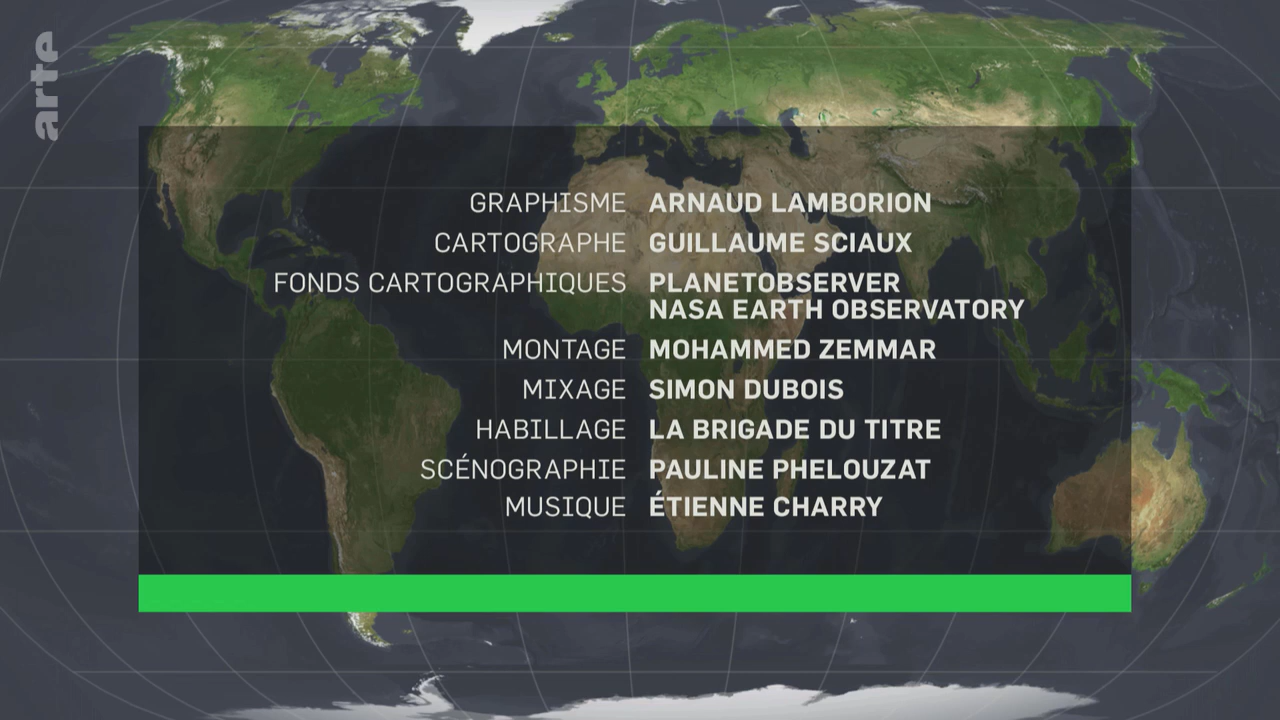 arte
GRAPHISME ARNAUD LAMBORION
CARTOGRAPHE GUILLAUME SCIAUX
FONDS CARTOGRAPHIQUES PLANETOBSERVER
NASA EARTH OBSERVATORY
MONTAGE MOHAMMED ZEMMAR
MIXAGE SIMON DUBOIS
HABILLAGE LA BRIGADE DU TITRE
SCÉNOGRAPHIE PAULINE PHELOUZAT
MUSIQUE ÉTIENNE CHARRY